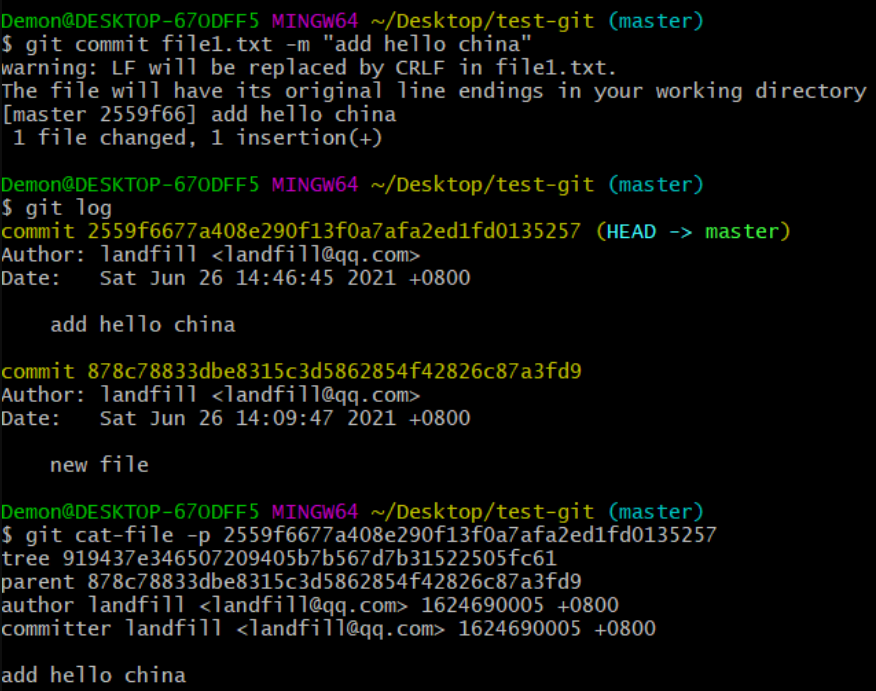 Demon@DESKTOP-67ODFF5 MINGW64 ~/Desktop/test-git (master)
$ git commit file1.txt -m "add hello china"
warning: LF will be replaced by CRLF in file1.txt.
The file will have its original line endings in your working directory
[master 2559f66] add hello china
 1 file changed, 1 insertion(+)

Demon@DESKTOP-67ODFF5 MINGW64 ~/Desktop/test-git (master)
$ git log
commit 2559f6677a408e290f13f0a7afa2ed1fd0135257 (HEAD -> master)
Author: landfill <landfill@qq.com>
Date:   Sat Jun 26 14:46:45 2021 +0800

    add hello china

commit 878c78833dbe8315c3d5862854f42826c87a3fd9
Author: landfill <landfill@qq.com>
Date:   Sat Jun 26 14:09:47 2021 +0800

    new file

Demon@DESKTOP-67ODFF5 MINGW64 ~/Desktop/test-git (master)
$ git cat-file -p 2559f6677a408e290f13f0a7afa2ed1fd0135257
tree 919437e346507209405b7b567d7b31522505fc61
parent 878c78833dbe8315c3d5862854f42826c87a3fd9
author landfill <landfill@qq.com> 1624690005 +0800
committer landfill <landfill@qq.com> 1624690005 +0800

add hello china